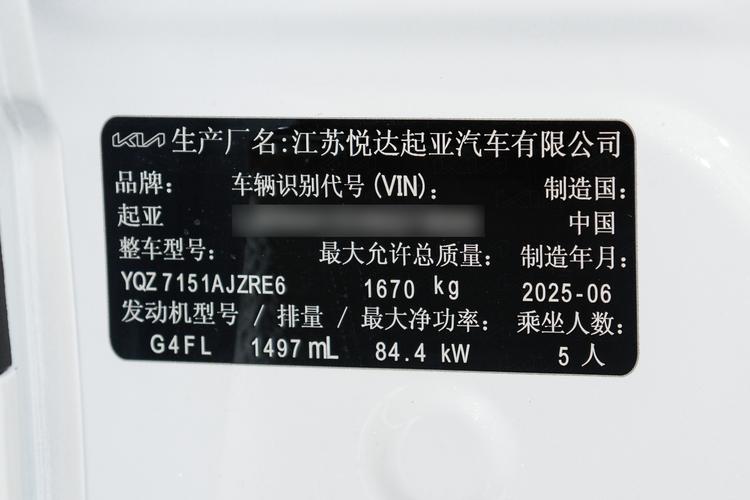 KIA 生产厂名:江苏悦达起亚汽车有限公司
品牌: 车辆识别代号(VIN): 制造国:
起亚 中国
整车型号: 最大允许总质量: 制造年月:
YQZ7151AJZRE6 1670 kg 2025-06
发动机型号 / 排量 / 最大净功率: 乘坐人数:
G4FL 1497 mL 84.4 kW 5 人